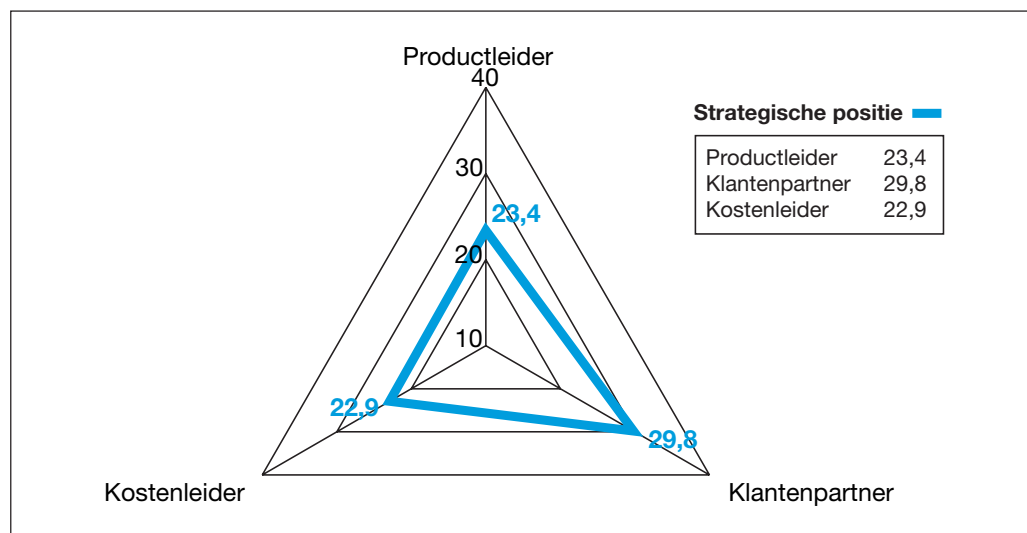 Productleider
40
30
23,4
20
10
22,9
29,8
Kostenleider
Klantenpartner
Strategische positie
Productleider 23,4
Klantenpartner 29,8
Kostenleider 22,9